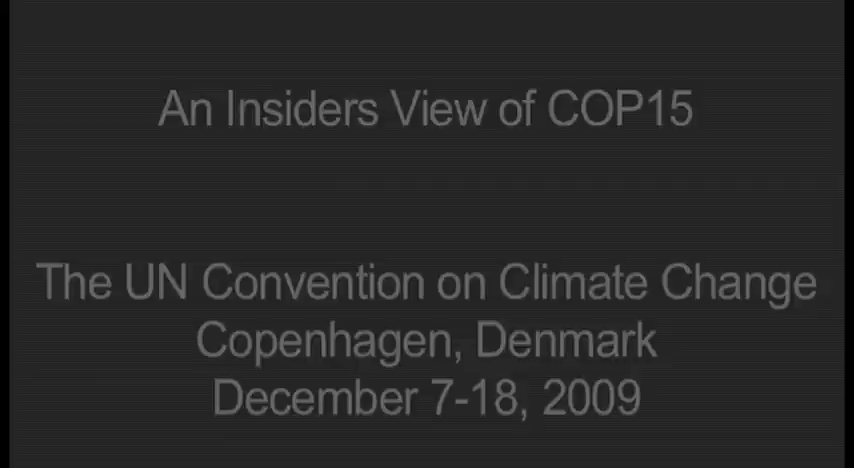 An Insiders View of COP15
The UN Convention on Climate Change
Copenhagen, Denmark
December 7-18, 2009